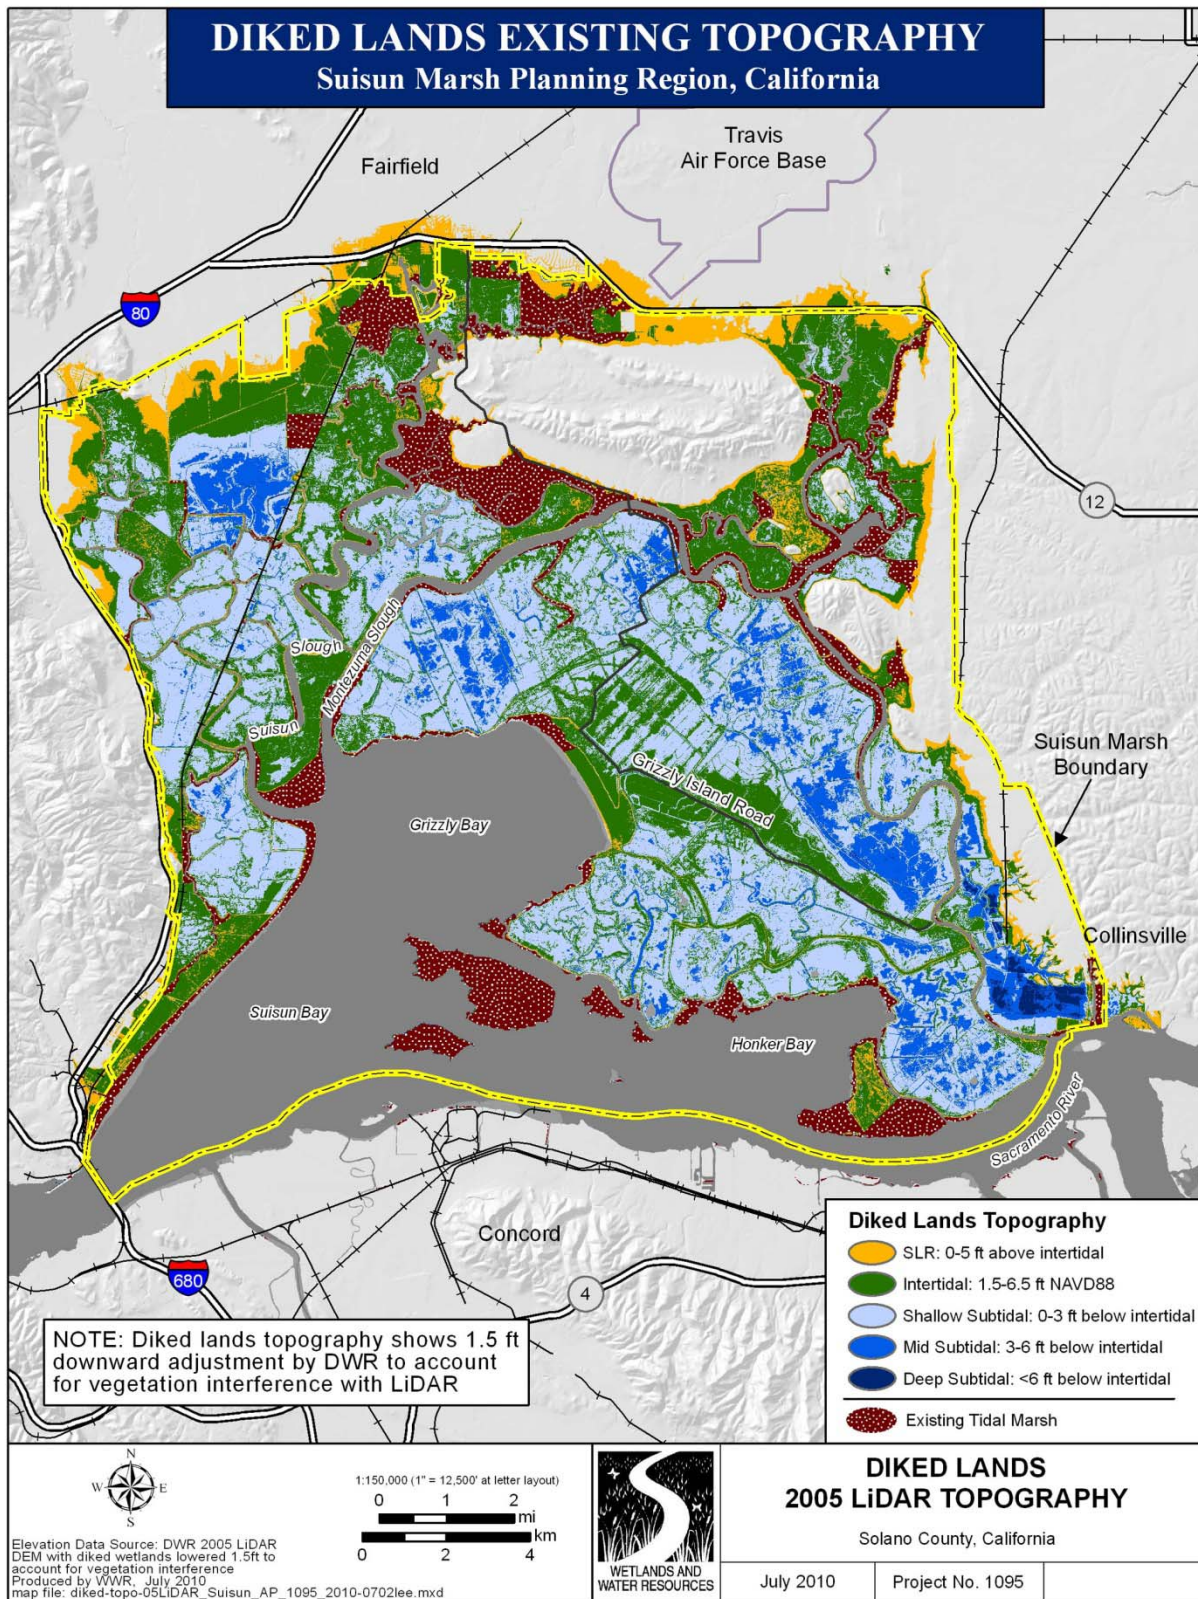 DIKED LANDS EXISTING TOPOGRAPHY
Suisun Marsh Planning Region, California
Travis
Air Force Base
Fairfield
80
12
Slough
Montezuma Slough
Suisun
Suisun Marsh
Boundary
Grizzly Island Road
Grizzly Bay
Collinsville
Suisun Bay
Honker Bay
Sacramento River
Concord
680
4
Diked Lands Topography
SLR: 0-5 ft above intertidal
Intertidal: 1.5-6.5 ft NAVD88
Shallow Subtidal: 0-3 ft below intertidal
Mid Subtidal: 3-6 ft below intertidal
Deep Subtidal: <6 ft below intertidal
Existing Tidal Marsh
NOTE: Diked lands topography shows 1.5 ft
downward adjustment by DWR to account
for vegetation interference with LiDAR
N
W E
S
1:150,000 (1" = 12,500' at letter layout)
0 1 2
mi
km
0 2 4
Elevation Data Source: DWR 2005 LiDAR
DEM with diked wetlands lowered 1.5ft to
account for vegetation interference
Produced by WWR, July 2010
map file: diked-topo-05LiDAR_Suisun_AP_1095_2010-0702lee.mxd
WETLANDS AND
WATER RESOURCES
DIKED LANDS
2005 LiDAR TOPOGRAPHY
Solano County, California
July 2010
Project No. 1095